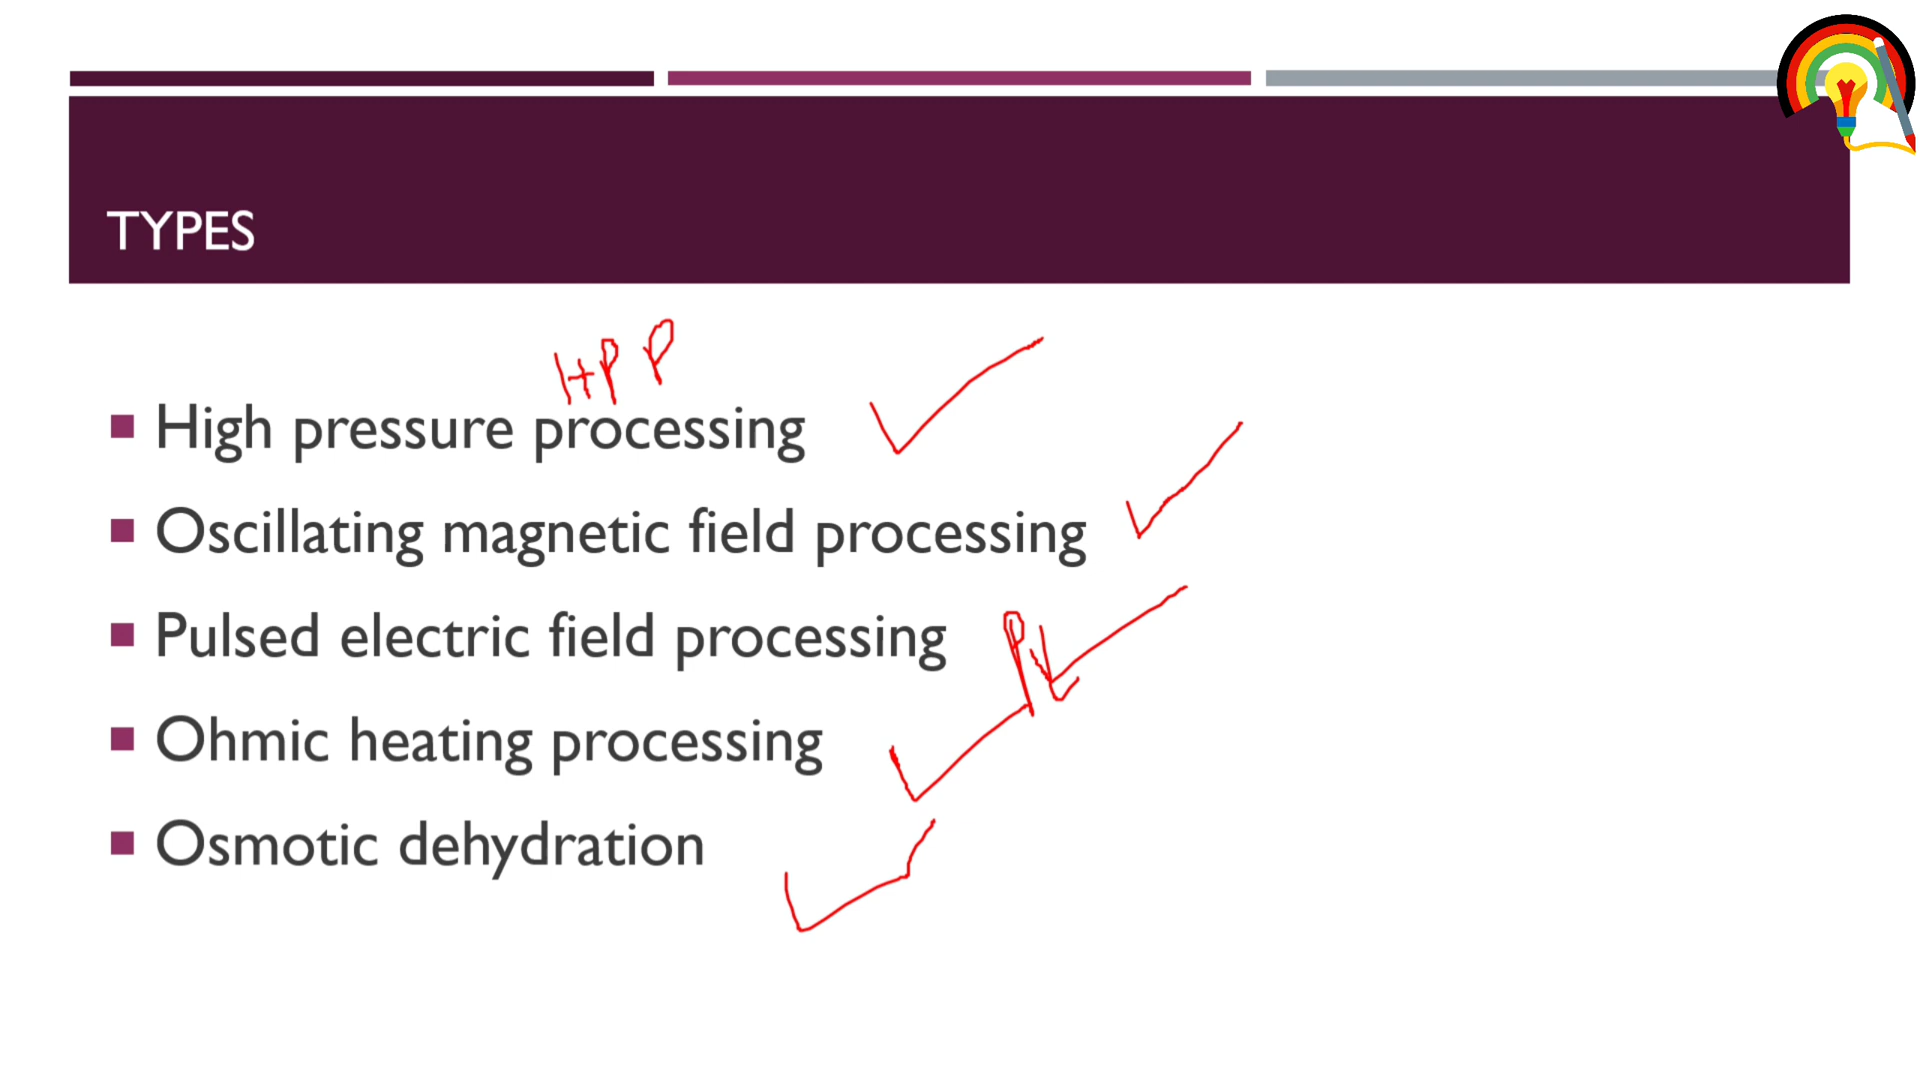 TYPES
HPP
High pressure processing
Oscillating magnetic field processing
Pulsed electric field processing
Ohmic heating processing
Osmotic dehydration